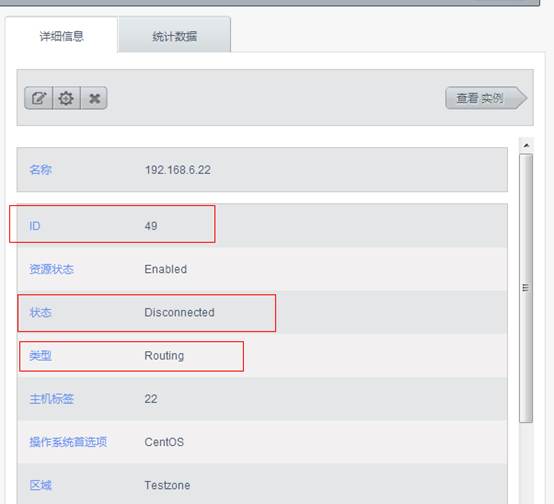 详细信息 统计数据
查看 实例
名称 192.168.6.22
ID 49
资源状态 Enabled
状态 Disconnected
类型 Routing
主机标签 22
操作系统首选项 CentOS
区域 Testzone